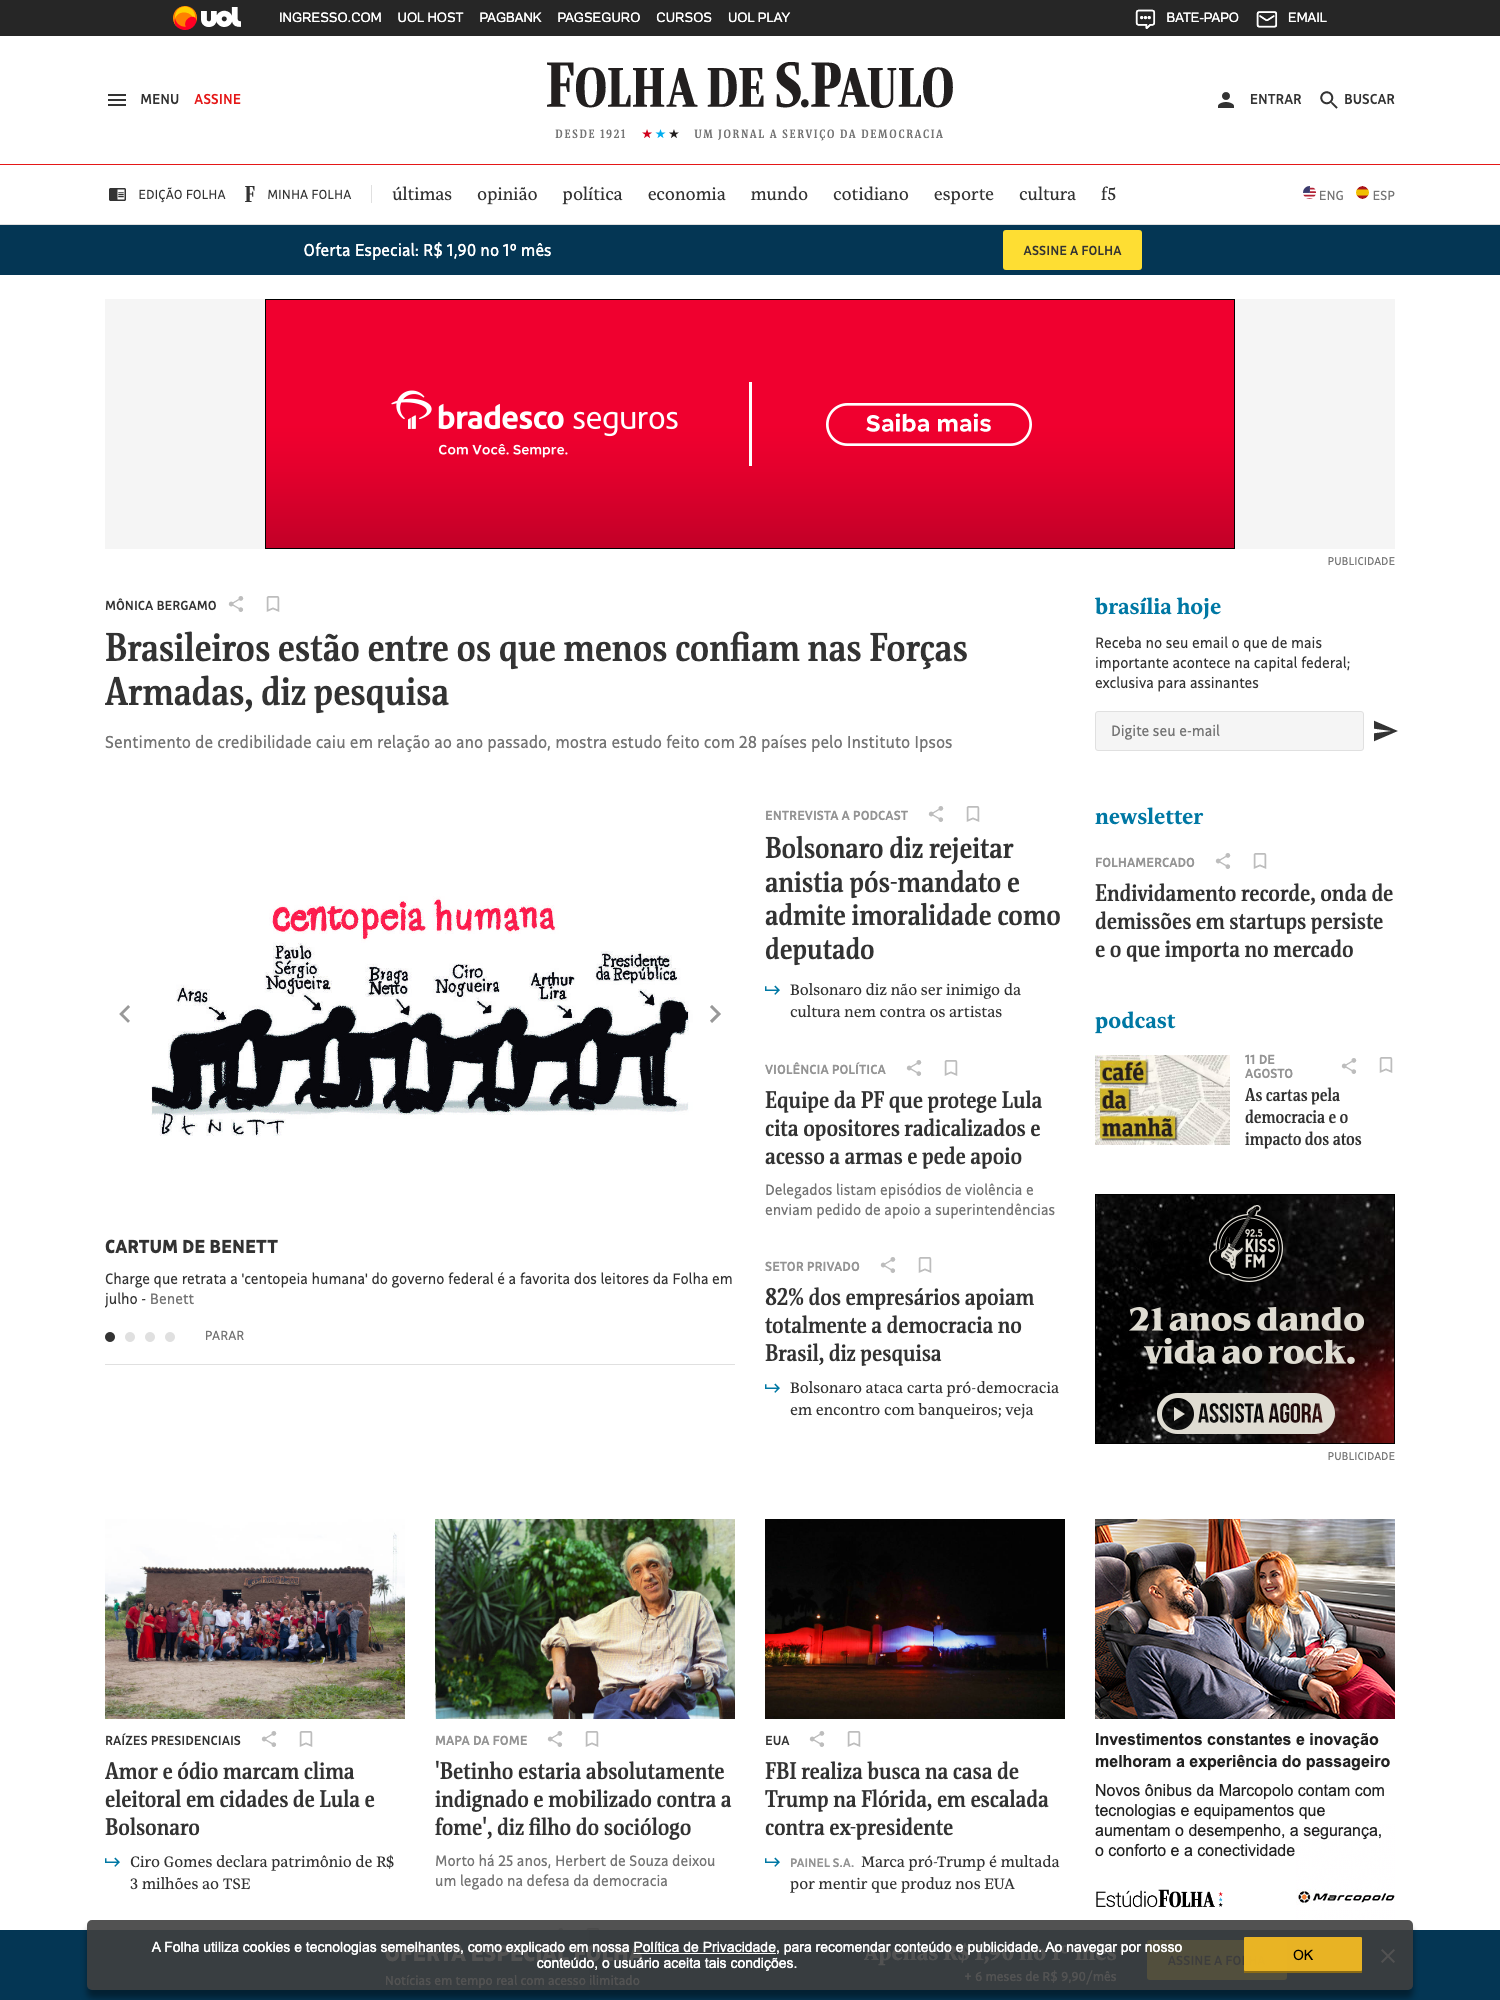 uol INGRESSO.COM UOL HOST PAGBANK PAGSEGURO CURSOS UOL PLAY BATE-PAPO EMAIL
MENU ASSINE
FOLHA DE S.PAULO
DESDE 1921 ★★★ UM JORNAL A SERVIÇO DA DEMOCRACIA
ENTRAR BUSCAR
EDIÇÃO FOLHA F MINHA FOLHA últimas opinião política economia mundo cotidiano esporte cultura f5 ENG ESP
Oferta Especial: R$ 1,90 no 1º mês ASSINE A FOLHA
bradesco seguros
Com Você. Sempre.
Saiba mais
PUBLICIDADE
MÔNICA BERGAMO
Brasileiros estão entre os que menos confiam nas Forças
Armadas, diz pesquisa
Sentimento de credibilidade caiu em relação ao ano passado, mostra estudo feito com 28 países pelo Instituto Ipsos
brasília hoje
Receba no seu email o que de mais
importante acontece na capital federal;
exclusiva para assinantes
Digite seu e-mail
centopeia humana
Aras
Paulo
Sérgio
Nogueira
Braga
Netto
Ciro
Nogueira
Arthur
Lira
Presidente
da República
BENETT
CARTUM DE BENETT
Charge que retrata a 'centopeia humana' do governo federal é a favorita dos leitores da Folha em
julho - Benett
PARAR
ENTREVISTA A PODCAST
Bolsonaro diz rejeitar
anistia pós-mandato e
admite imoralidade como
deputado
Bolsonaro diz não ser inimigo da
cultura nem contra os artistas
VIOLÊNCIA POLÍTICA
Equipe da PF que protege Lula
cita opositores radicalizados e
acesso a armas e pede apoio
Delegados listam episódios de violência e
enviam pedido de apoio a superintendências
SETOR PRIVADO
82% dos empresários apoiam
totalmente a democracia no
Brasil, diz pesquisa
Bolsonaro ataca carta pró-democracia
em encontro com banqueiros; veja
newsletter
FOLHAMERCADO
Endividamento recorde, onda de
demissões em startups persiste
e o que importa no mercado
podcast
café
da
manhã
11 DE
AGOSTO
As cartas pela
democracia e o
impacto dos atos
92.5
KISS
FM
21 anos dando
vida ao rock.
ASSISTA AGORA
PUBLICIDADE
RAÍZES PRESIDENCIAIS
Amor e ódio marcam clima
eleitoral em cidades de Lula e
Bolsonaro
Ciro Gomes declara patrimônio de R$
3 milhões ao TSE
MAPA DA FOME
'Betinho estaria absolutamente
indignado e mobilizado contra a
fome', diz filho do sociólogo
Morto há 25 anos, Herbert de Souza deixou
um legado na defesa da democracia
EUA
FBI realiza busca na casa de
Trump na Flórida, em escalada
contra ex-presidente
PAINEL S.A. Marca pró-Trump é multada
por mentir que produz nos EUA
Investimentos constantes e inovação
melhoram a experiência do passageiro
Novos ônibus da Marcopolo contam com
tecnologias e equipamentos que
aumentam o desempenho, a segurança,
o conforto e a conectividade
EstúdioFOLHA Marcopolo
A Folha utiliza cookies e tecnologias semelhantes, como explicado em nossa Política de Privacidade, para recomendar conteúdo e publicidade. Ao navegar por nosso
conteúdo, o usuário aceita tais condições.
OK
Notícias em tempo real com acesso ilimitado
Apenas R$ 1,90 no 1º mês
+ 6 meses de R$ 9,90/mês
ASSINE A FO